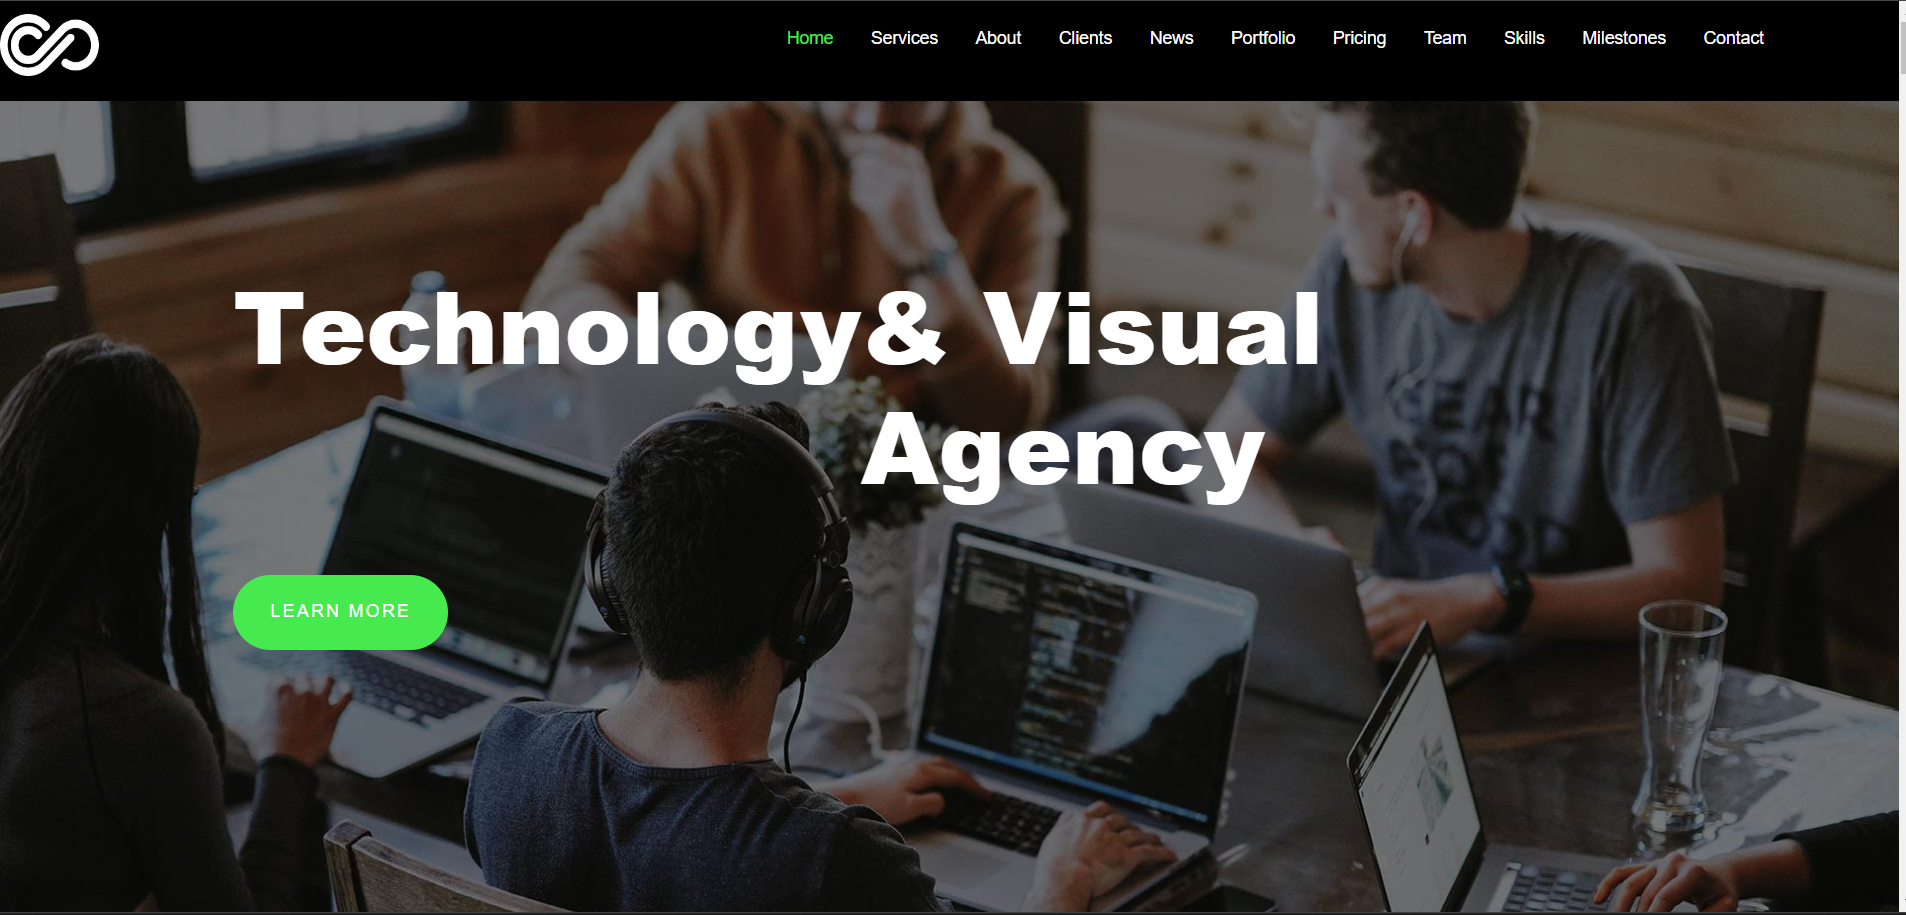 Home Services About Clients News Portfolio Pricing Team Skills Milestones Contact
Technology& Visual
Agency
LEARN MORE